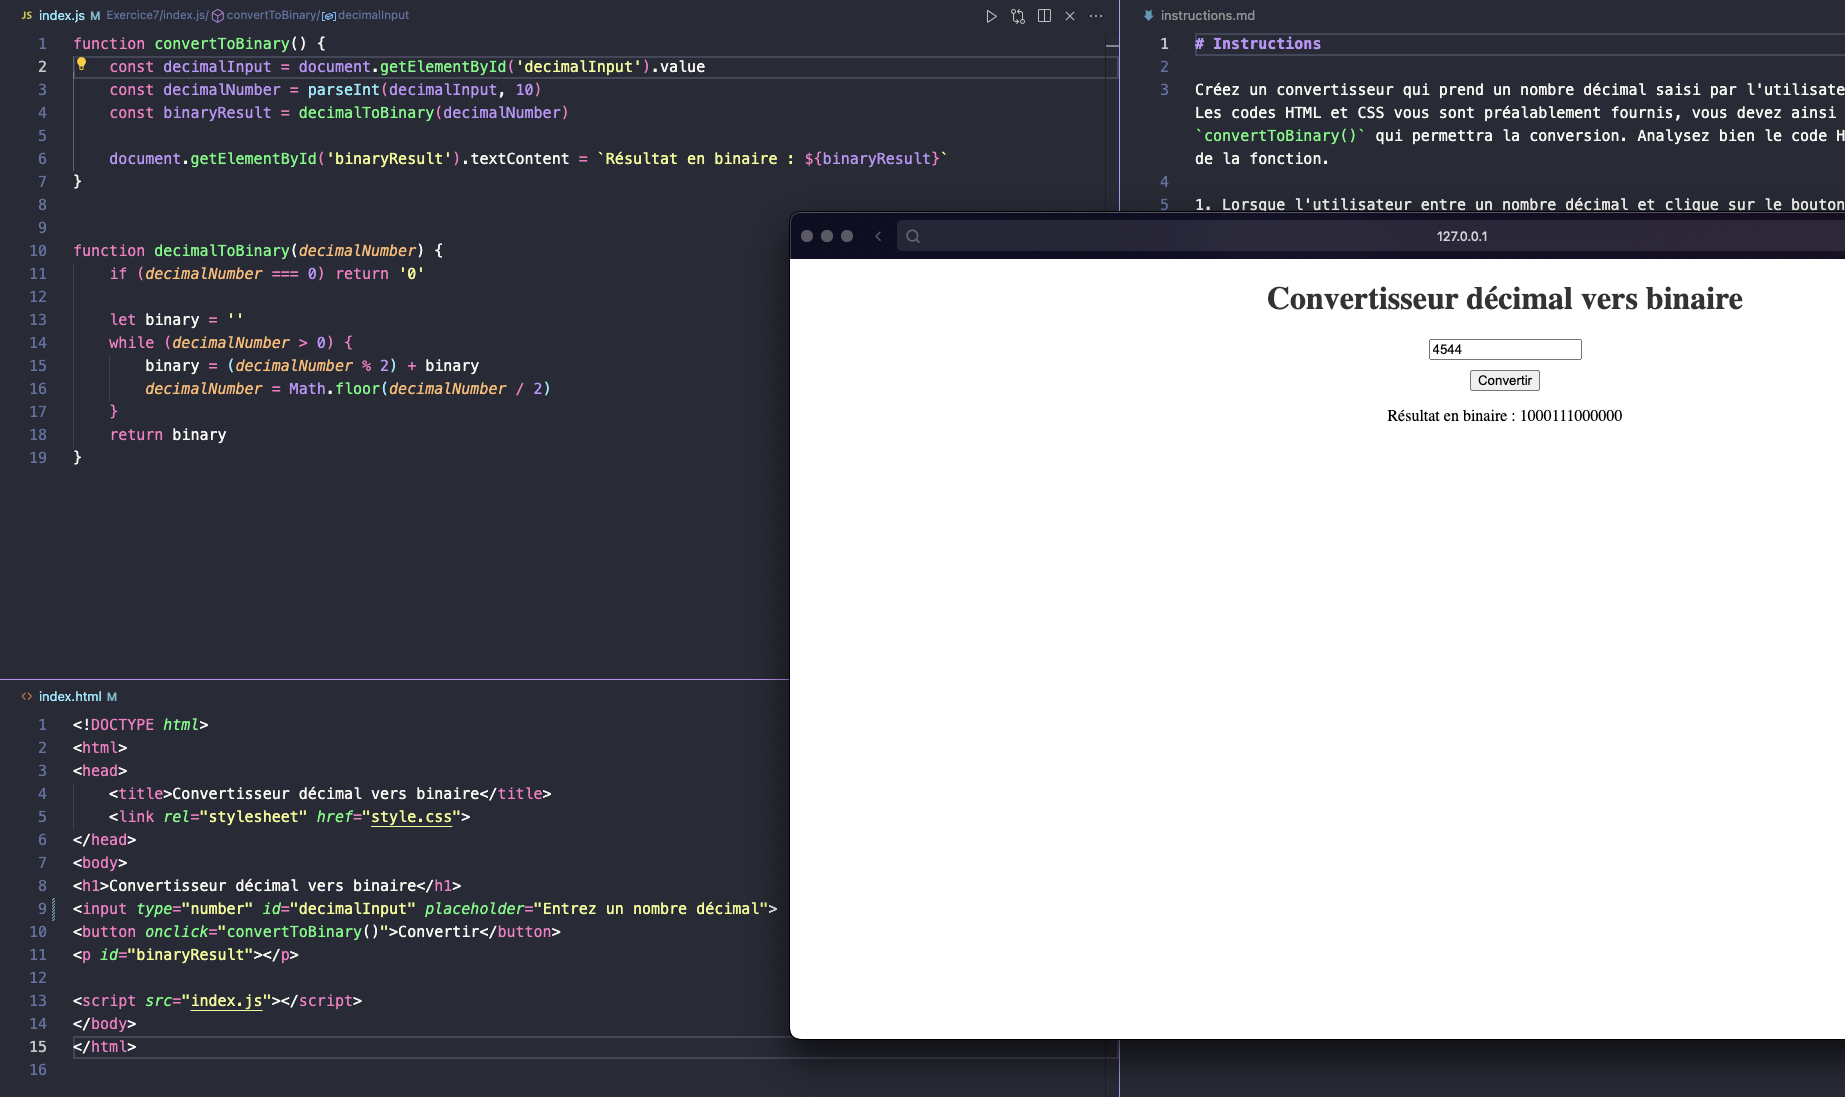 JS index.js M Exercice7/index.js/convertToBinary/decimalInput
1 function convertToBinary() {
2 const decimalInput = document.getElementById('decimalInput').value
3 const decimalNumber = parseInt(decimalInput, 10)
4 const binaryResult = decimalToBinary(decimalNumber)
5
6 document.getElementById('binaryResult').textContent = `Résultat en binaire : ${binaryResult}`
7 }
8
9
10 function decimalToBinary(decimalNumber) {
11 if (decimalNumber === 0) return '0'
12
13 let binary = ''
14 while (decimalNumber > 0) {
15 binary = (decimalNumber % 2) + binary
16 decimalNumber = Math.floor(decimalNumber / 2)
17 }
18 return binary
19 }
instructions.md
1 # Instructions
2
3 Créez un convertisseur qui prend un nombre décimal saisi par l'utilisate
Les codes HTML et CSS vous sont préalablement fournis, vous devez ainsi
`convertToBinary()` qui permettra la conversion. Analysez bien le code H
de la fonction.
4
5 1. Lorsque l'utilisateur entre un nombre décimal et clique sur le bouton
127.0.0.1
Convertisseur décimal vers binaire
4544
Convertir
Résultat en binaire : 1000111000000
<> index.html M
1 <!DOCTYPE html>
2 <html>
3 <head>
4 <title>Convertisseur décimal vers binaire</title>
5 <link rel="stylesheet" href="style.css">
6 </head>
7 <body>
8 <h1>Convertisseur décimal vers binaire</h1>
9 <input type="number" id="decimalInput" placeholder="Entrez un nombre décimal">
10 <button onclick="convertToBinary()">Convertir</button>
11 <p id="binaryResult"></p>
12
13 <script src="index.js"></script>
14 </body>
15 </html>
16